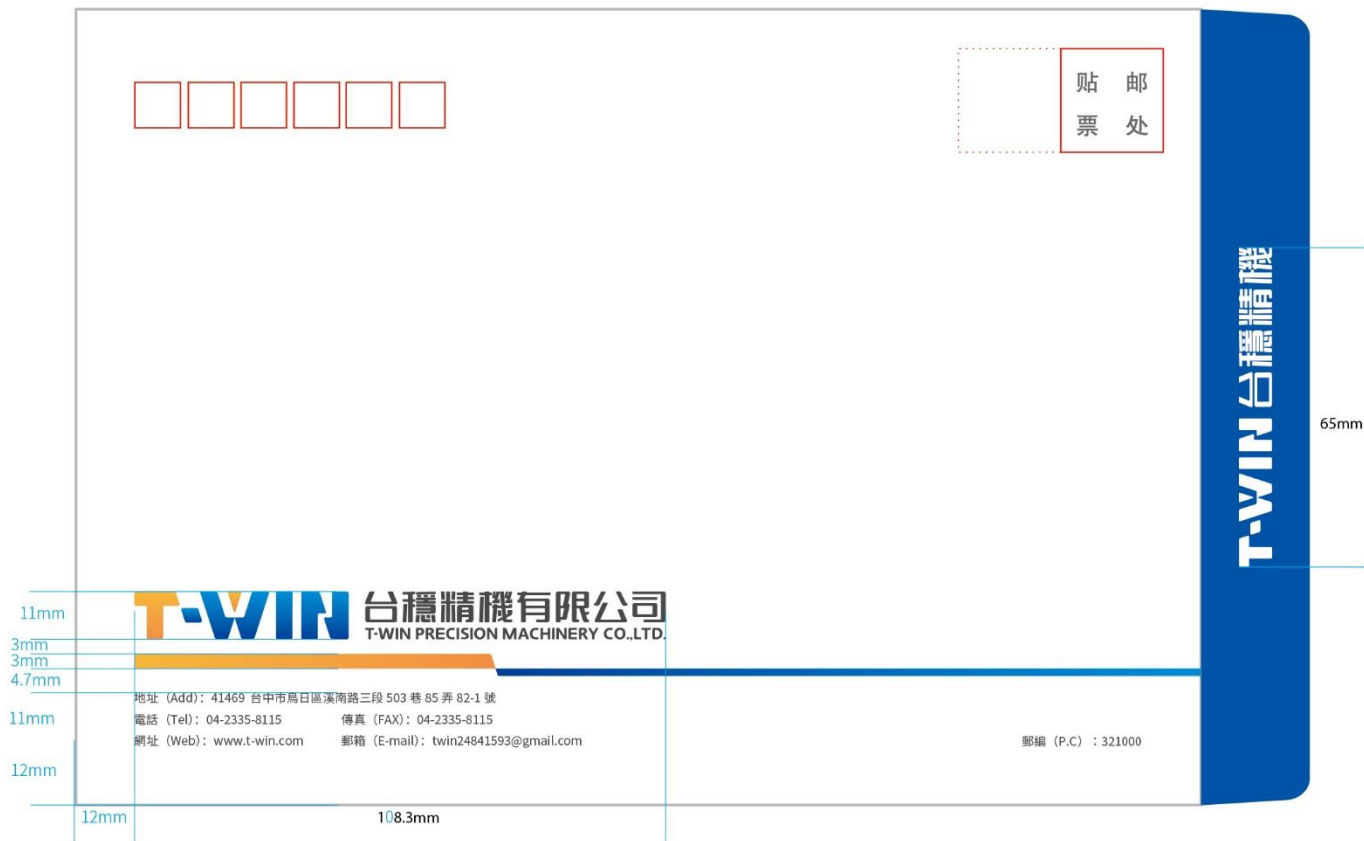 贴 邮
票 处
T-WIN 台穩精機
65mm
T-WIN 台穩精機有限公司
T-WIN PRECISION MACHINERY CO.,LTD.
11mm
3mm
3mm
4.7mm
11mm
12mm
地址（Add）：41469 台中市烏日區溪南路三段 503 巷 85 弄 82-1 號
電話（Tel）：04-2335-8115 傳真（FAX）：04-2335-8115
網址（Web）：www.t-win.com 郵箱（E-mail）：twin24841593@gmail.com 郵編（P.C）：321000
12mm 108.3mm